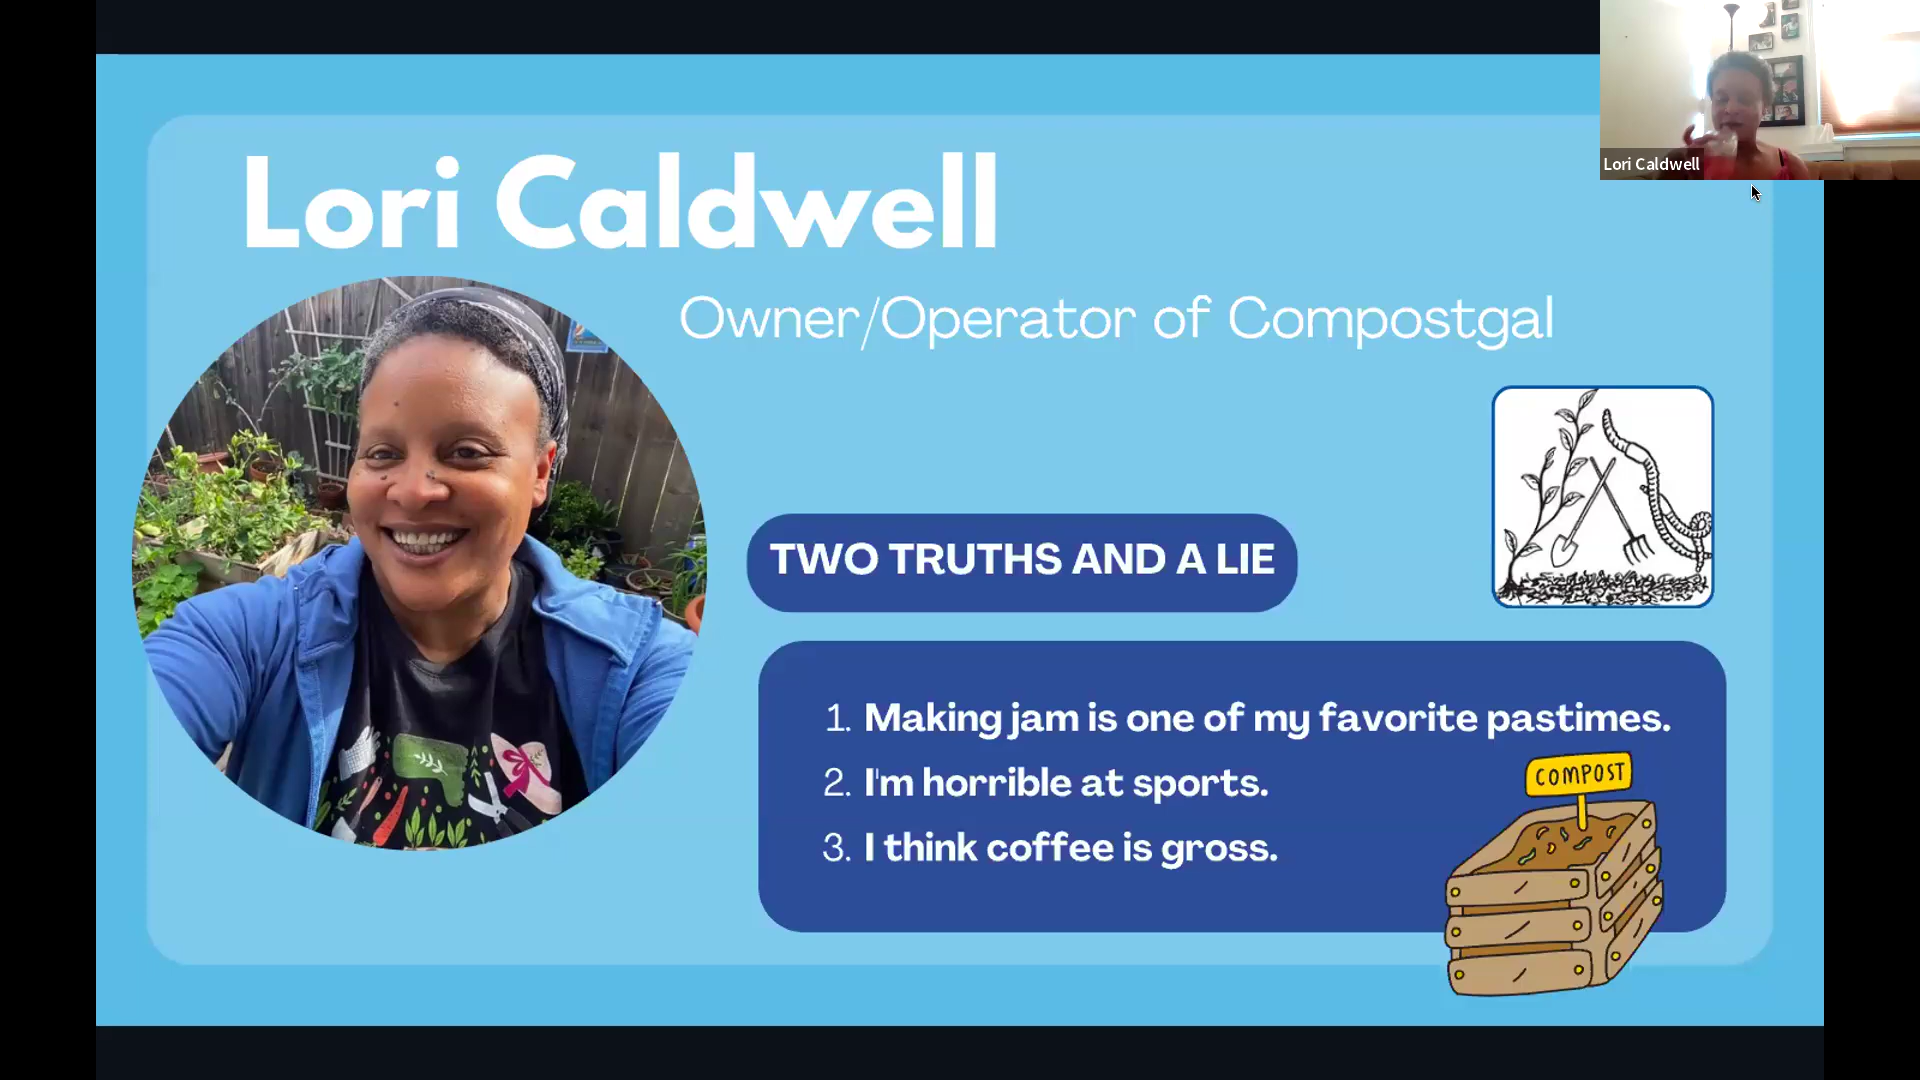 Lori Caldwell
Lori Caldwell
Owner/Operator of Compostgal
TWO TRUTHS AND A LIE
1. Making jam is one of my favorite pastimes.
2. I'm horrible at sports.
3. I think coffee is gross.
COMPOST